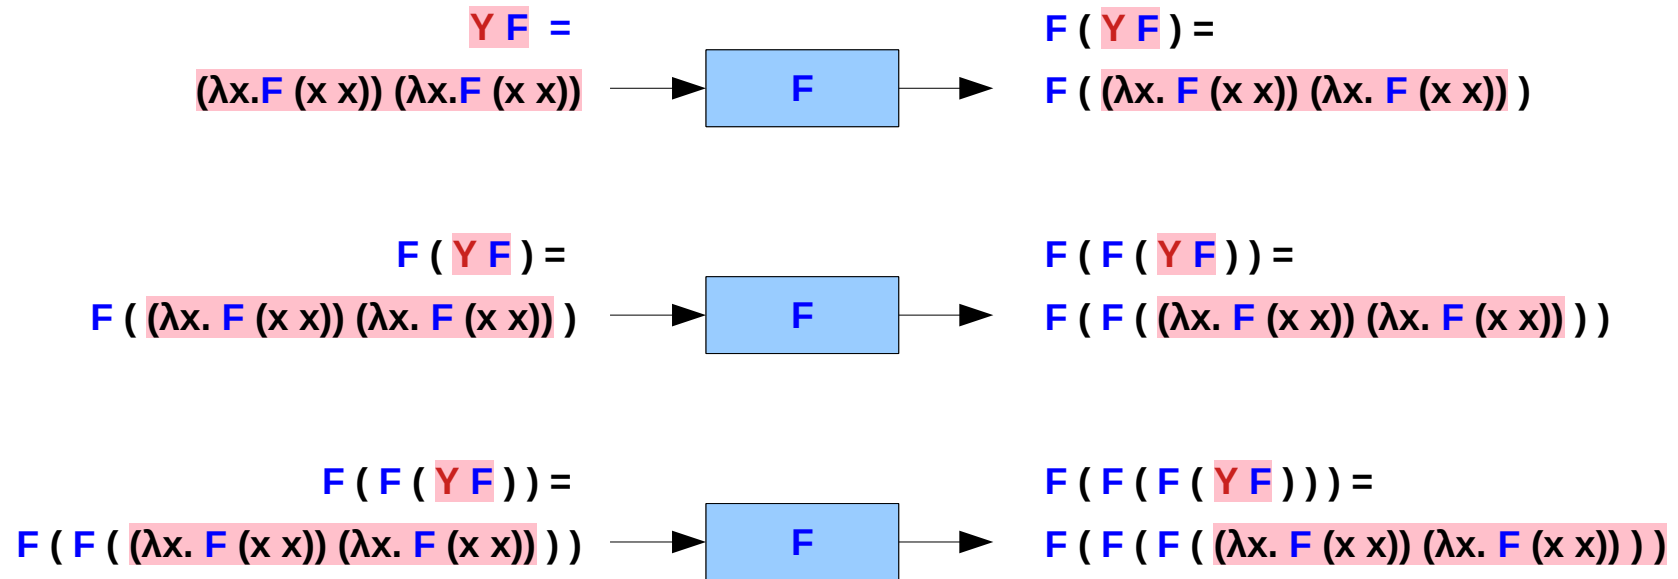 Y F =
F ( Y F ) =
(λx.F (x x)) (λx.F (x x))
F
F ( (λx. F (x x)) (λx. F (x x)) )
F ( Y F ) =
F ( F ( Y F ) ) =
F ( (λx. F (x x)) (λx. F (x x)) )
F
F ( F ( (λx. F (x x)) (λx. F (x x)) ) )
F ( F ( Y F ) ) =
F ( F ( F ( Y F ) ) ) =
F ( F ( (λx. F (x x)) (λx. F (x x)) ) )
F
F ( F ( F ( (λx. F (x x)) (λx. F (x x)) ) )